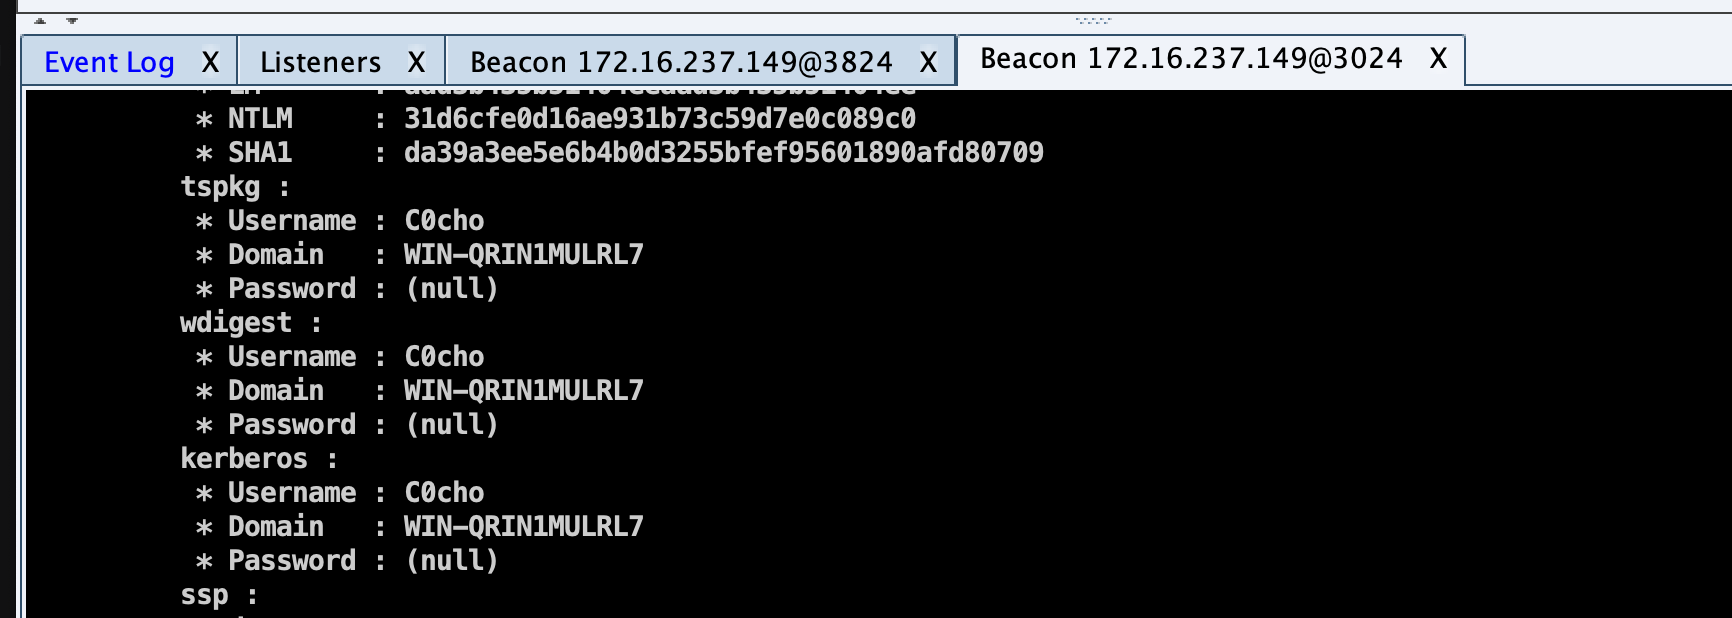 Event Log X Listeners X Beacon 172.16.237.149@3824 X Beacon 172.16.237.149@3024 X
* NTLM : 31d6cfe0d16ae931b73c59d7e0c089c0
* SHA1 : da39a3ee5e6b4b0d3255bfef95601890afd80709
tspkg :
* Username : C0cho
* Domain : WIN-QRIN1MULRL7
* Password : (null)
wdigest :
* Username : C0cho
* Domain : WIN-QRIN1MULRL7
* Password : (null)
kerberos :
* Username : C0cho
* Domain : WIN-QRIN1MULRL7
* Password : (null)
ssp :